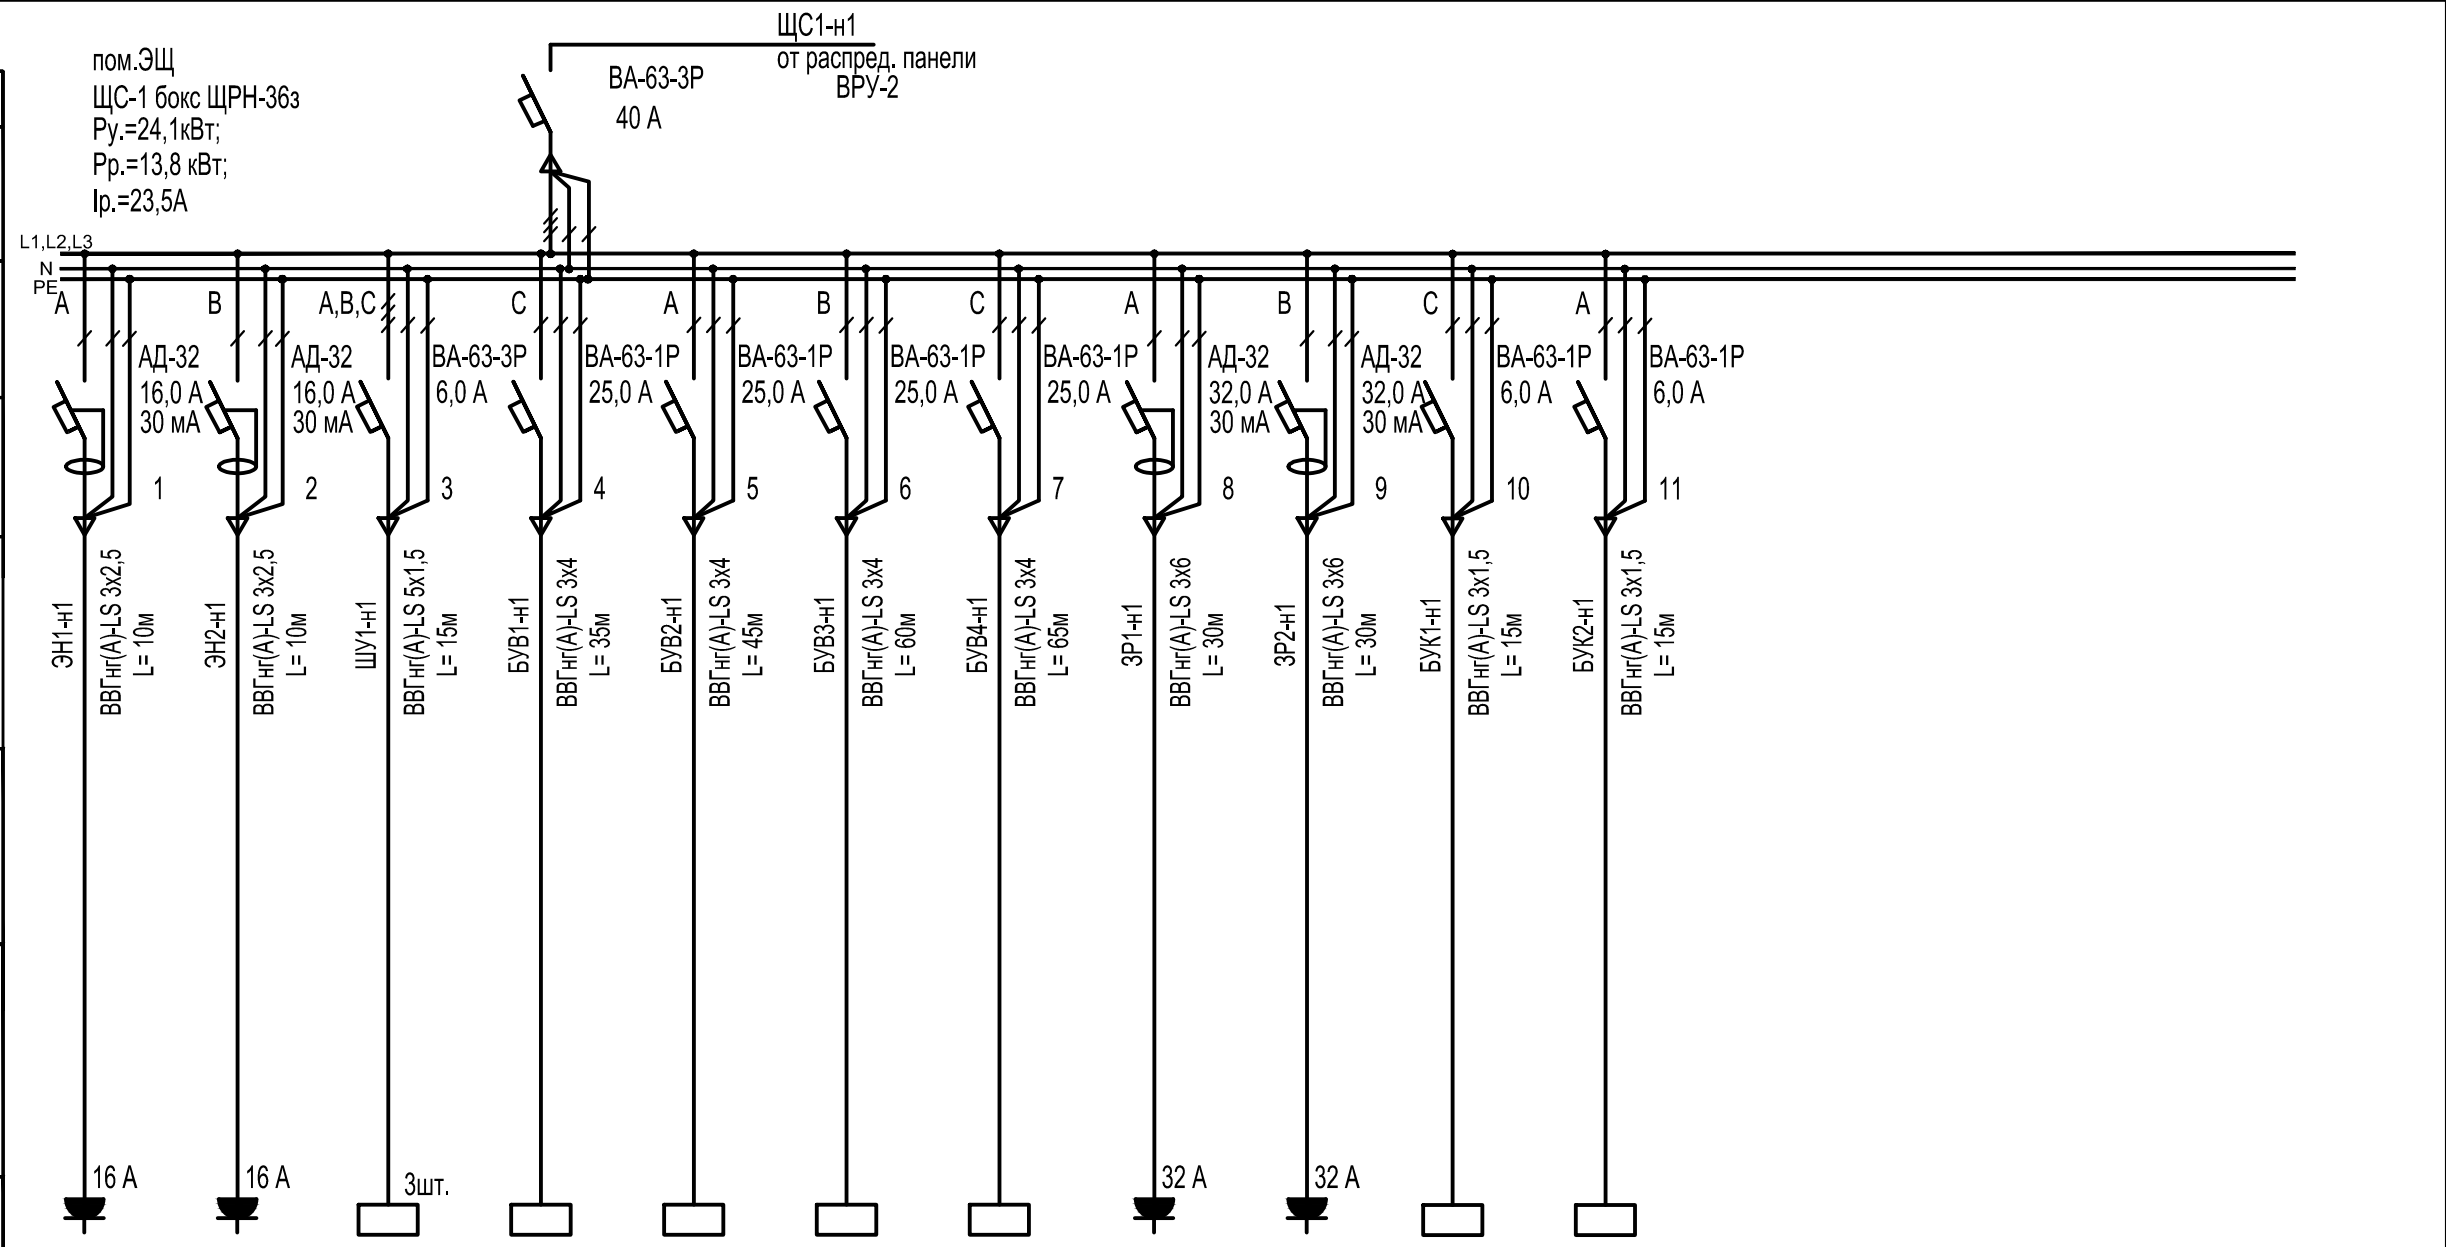 ЩС1-н1
от распред. панели
ВРУ-2
пом.ЭЩ
ЩС-1 бокс ЩРН-36з
Ру.=24,1кВт;
Рр.=13,8 кВт;
Iр.=23,5А
ВА-63-3Р
40 А
L1,L2,L3
N
PE
А
В
А,В,С
С
А
В
С
А
В
С
А
АД-32
16,0 А
30 мА
АД-32
16,0 А
30 мА
ВА-63-3Р
6,0 А
ВА-63-1Р
25,0 А
ВА-63-1Р
25,0 А
ВА-63-1Р
25,0 А
ВА-63-1Р
25,0 А
АД-32
32,0 А
30 мА
АД-32
32,0 А
30 мА
ВА-63-1Р
6,0 А
ВА-63-1Р
6,0 А
1
2
3
4
5
6
7
8
9
10
11
ЭН1-н1
ВВГнг(А)-LS 3х2,5
L= 10м
ЭН2-н1
ВВГнг(А)-LS 3х2,5
L= 10м
ШУ1-н1
ВВГнг(А)-LS 5х1,5
L= 15м
БУВ1-н1
ВВГнг(А)-LS 3х4
L= 35м
БУВ2-н1
ВВГнг(А)-LS 3х4
L= 45м
БУВ3-н1
ВВГнг(А)-LS 3х4
L= 60м
БУВ4-н1
ВВГнг(А)-LS 3х4
L= 65м
ЗР1-н1
ВВГнг(А)-LS 3х6
L= 30м
ЗР2-н1
ВВГнг(А)-LS 3х6
L= 30м
БУК1-н1
ВВГнг(А)-LS 3х1,5
L= 15м
БУК2-н1
ВВГнг(А)-LS 3х1,5
L= 15м
16 А
16 А
3шт.
32 А
32 А